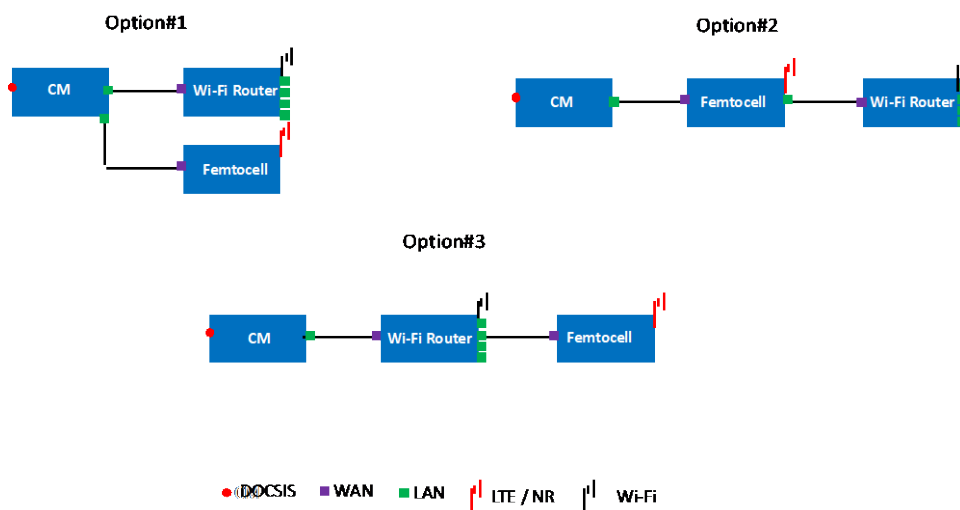 Option#1
CM
Wi-Fi Router
Femtocell
Option#2
CM
Femtocell
Wi-Fi Router
Option#3
CM
Wi-Fi Router
Femtocell
DOCSIS WAN LAN LTE / NR Wi-Fi